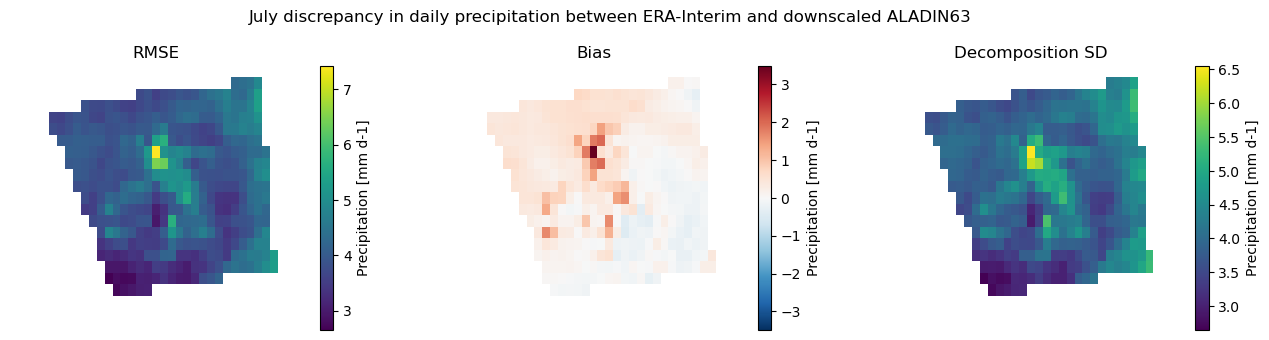 July discrepancy in daily precipitation between ERA-Interim and downscaled ALADIN63
RMSE
7
6
5
4
3
Precipitation [mm d-1]
Bias
3
2
1
0
−1
−2
−3
Precipitation [mm d-1]
Decomposition SD
6.5
6.0
5.5
5.0
4.5
4.0
3.5
3.0
Precipitation [mm d-1]